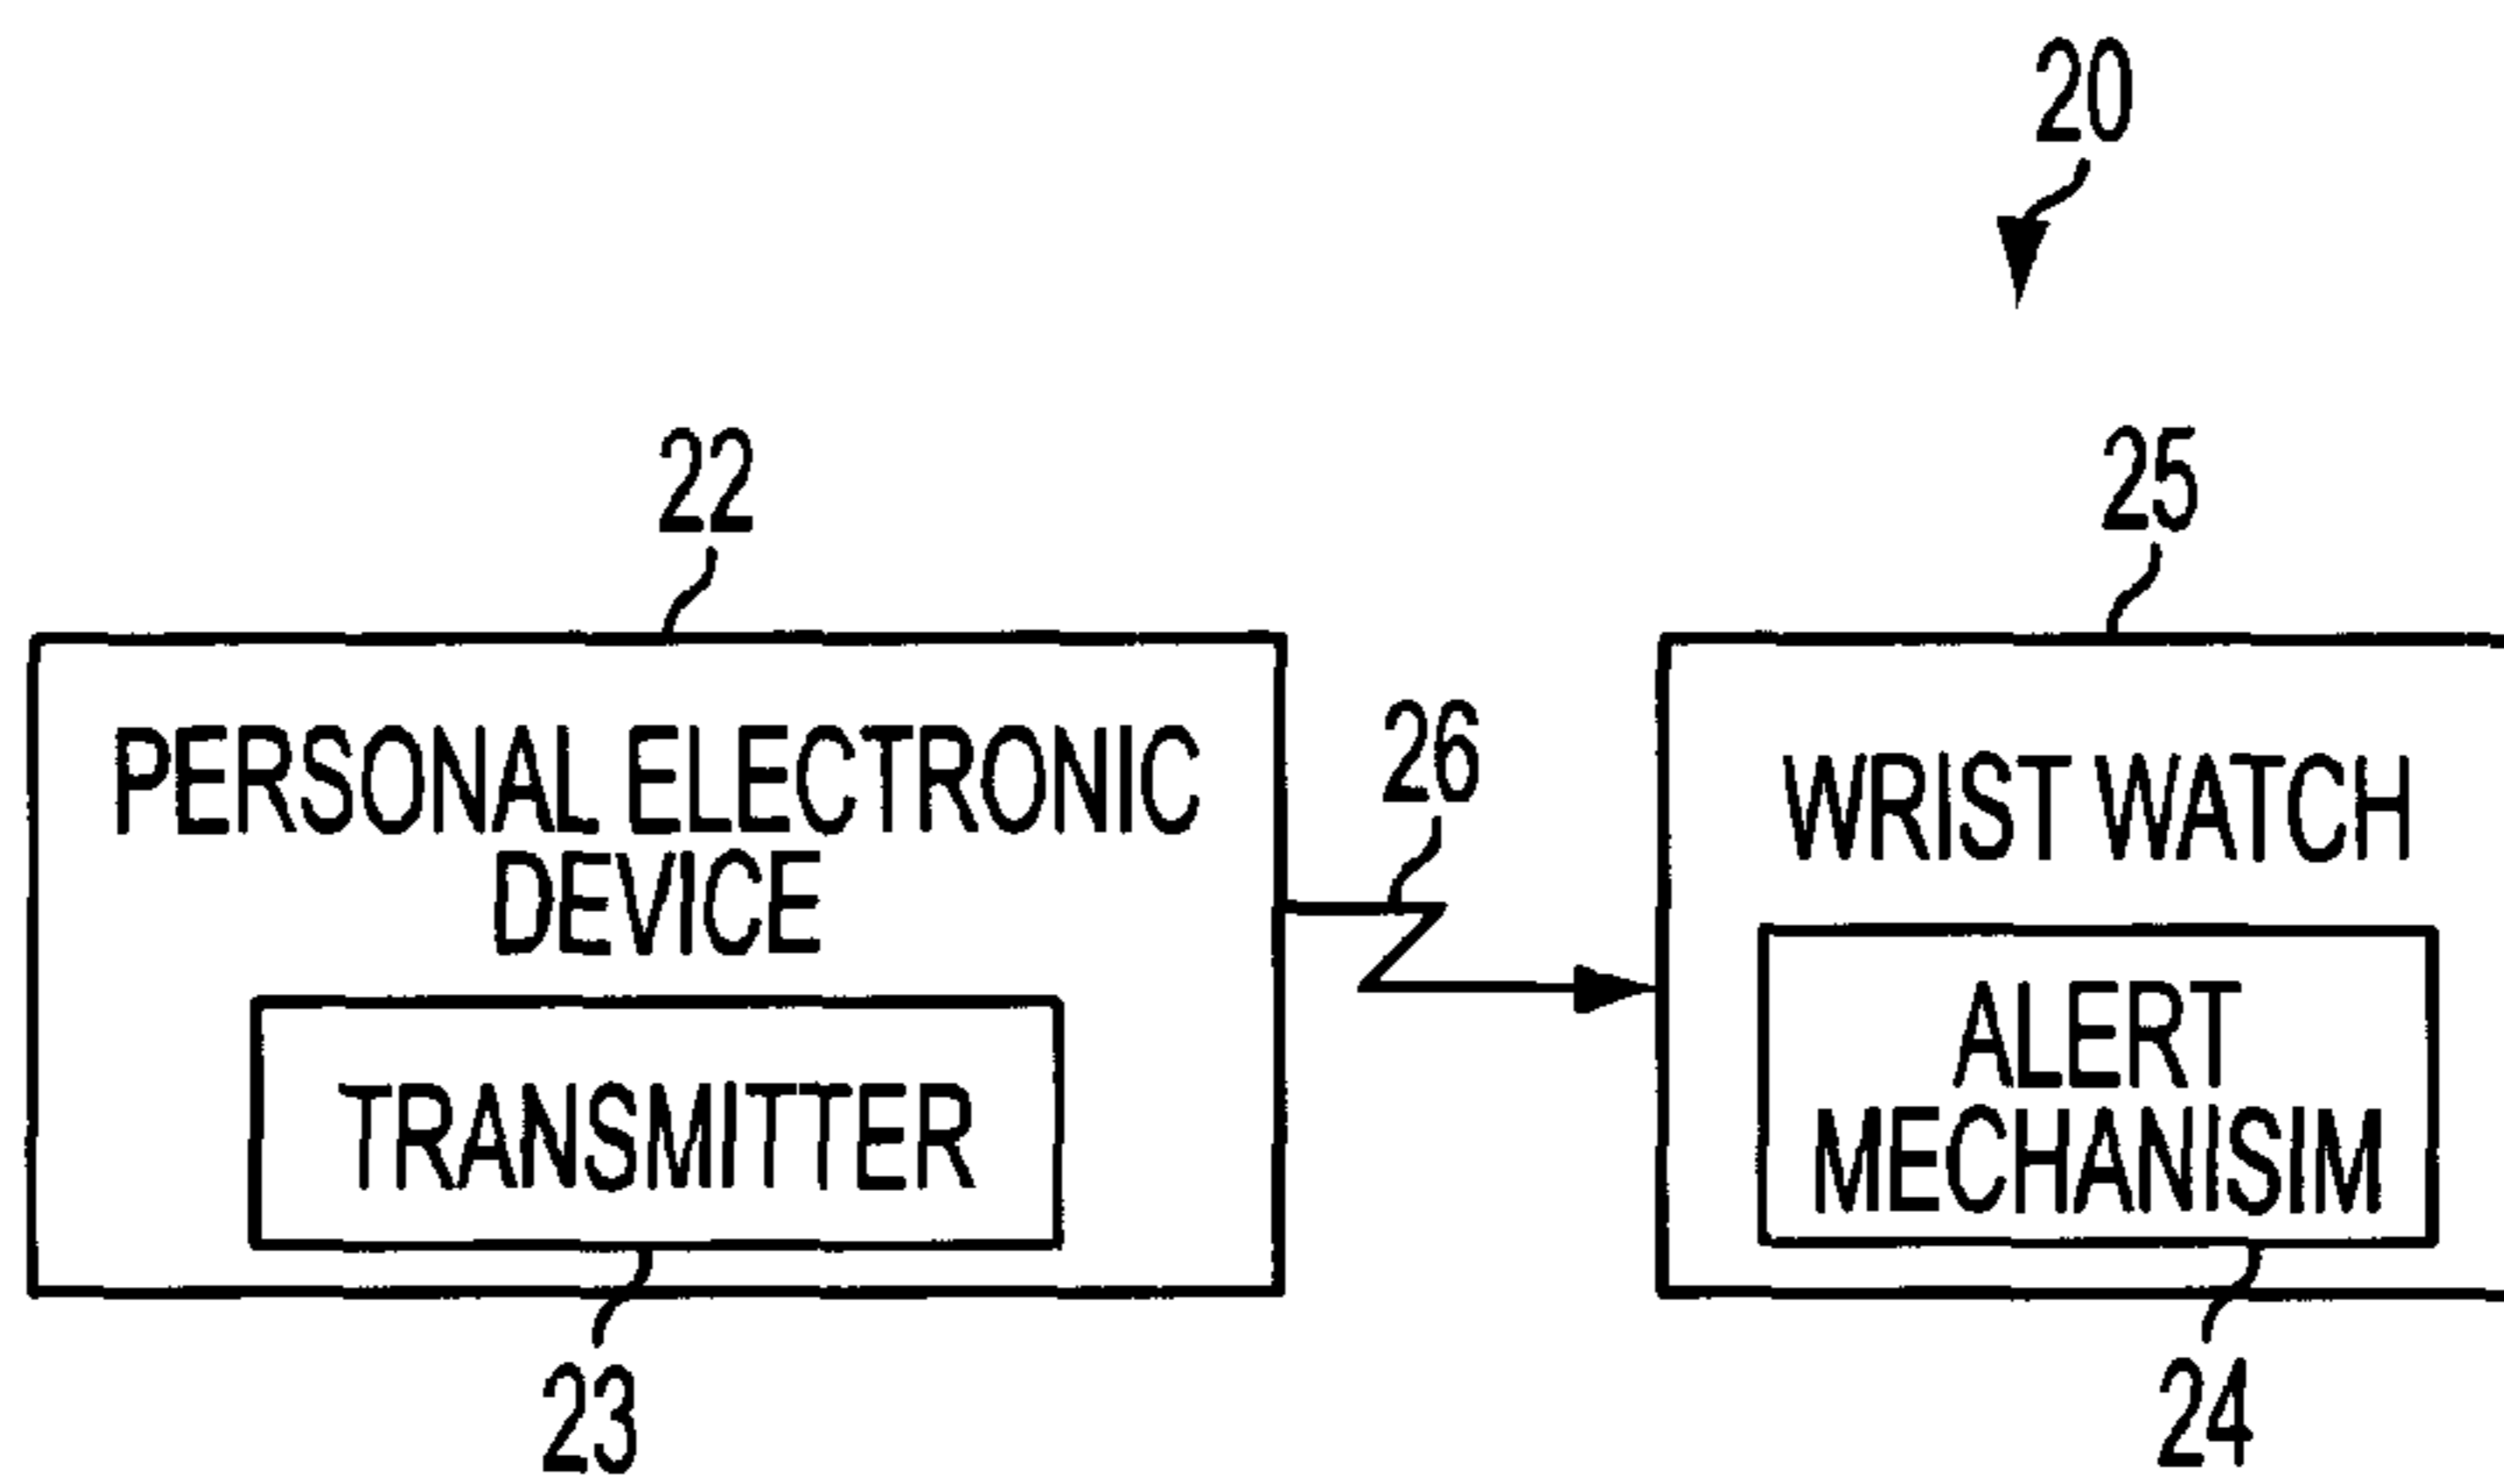 20
22
25
PERSONAL ELECTRONIC
DEVICE
26
WRIST WATCH
TRANSMITTER
ALERT
MECHANISIM
23
24